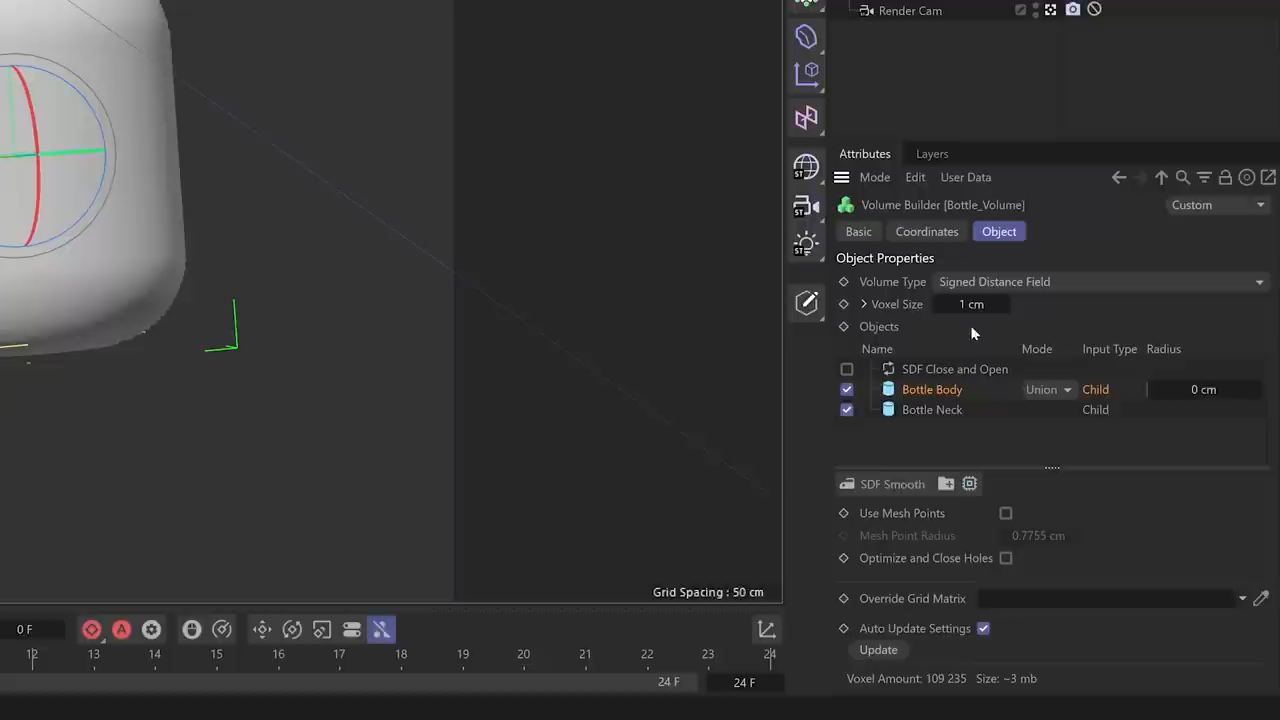 Render Cam
Attributes
Layers
Mode
Edit
User Data
Volume Builder [Bottle_Volume]
Custom
Basic
Coordinates
Object
Object Properties
Volume Type
Signed Distance Field
Voxel Size
1 cm
Objects
Name
Mode
Input Type
Radius
SDF Close and Open
Bottle Body
Union
Child
0 cm
Bottle Neck
Child
SDF Smooth
Use Mesh Points
Mesh Point Radius
0.7755 cm
Optimize and Close Holes
Override Grid Matrix
Auto Update Settings
Update
Voxel Amount: 109 235 Size: ~3 mb
ST
ST
ST
Grid Spacing : 50 cm
0 F
A
12 13 14 15 16 17 18 19 20 21 22 23 24
24 F
24 F